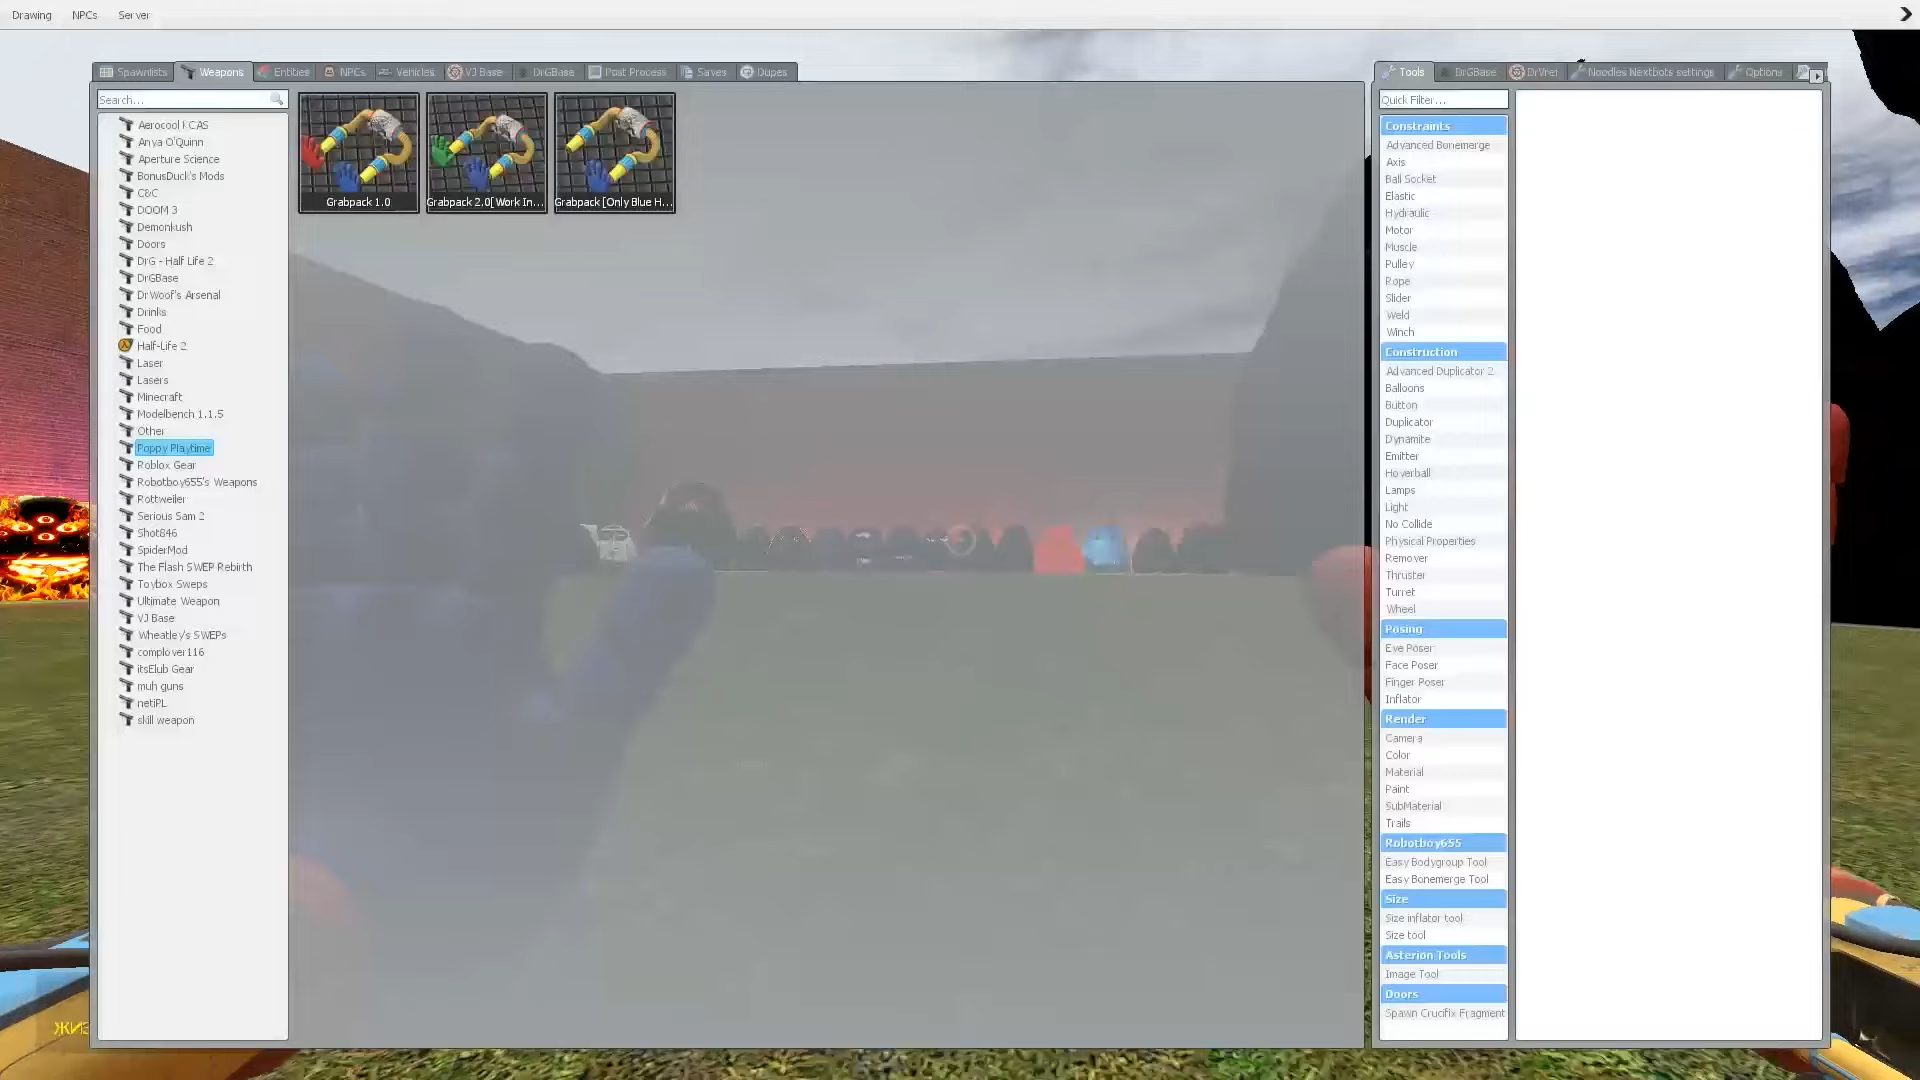 Drawing NPCs Server
Spawnlists Weapons Entities NPCs Vehicles VJ Base DrGBase Post Process Saves Dupes
Search...
Aerocool KCAS
Anya O'Quinn
Aperture Science
BonusDuck's Mods
C&C
DOOM 3
Demonkush
Doors
DrG - Half Life 2
DrGBase
DrWoof's Arsenal
Drinks
Food
Half-Life 2
Laser
Lasers
Minecraft
Modelbench 1.1.5
Other
Poppy Playtime
Roblox Gear
Robotboy655's Weapons
Rottweiler
Serious Sam 2
Shot846
SpiderMod
The Flash SWEP Rebirth
Toybox Sweps
Ultimate Weapon
VJ Base
Wheatley's SWEPs
complover116
itsElub Gear
muh guns
netiPL
skill weapon
Grabpack 1.0
Grabpack 2.0[ Work In...
Grabpack [Only Blue H...
Tools DrGBase DrVrej Noodles Nextbots settings Options
Quick Filter...
Constraints
Advanced Bonemerge
Axis
Ball Socket
Elastic
Hydraulic
Motor
Muscle
Pulley
Rope
Slider
Weld
Winch
Construction
Advanced Duplicator 2
Balloons
Button
Duplicator
Dynamite
Emitter
Hoverball
Lamps
Light
No Collide
Physical Properties
Remover
Thruster
Turret
Wheel
Posing
Eye Poser
Face Poser
Finger Poser
Inflator
Render
Camera
Color
Material
Paint
SubMaterial
Trails
Robotboy655
Easy Bodygroup Tool
Easy Bonemerge Tool
Size
Size inflator tool
Size tool
Asterion Tools
Image Tool
Doors
Spawn Crucifix Fragment